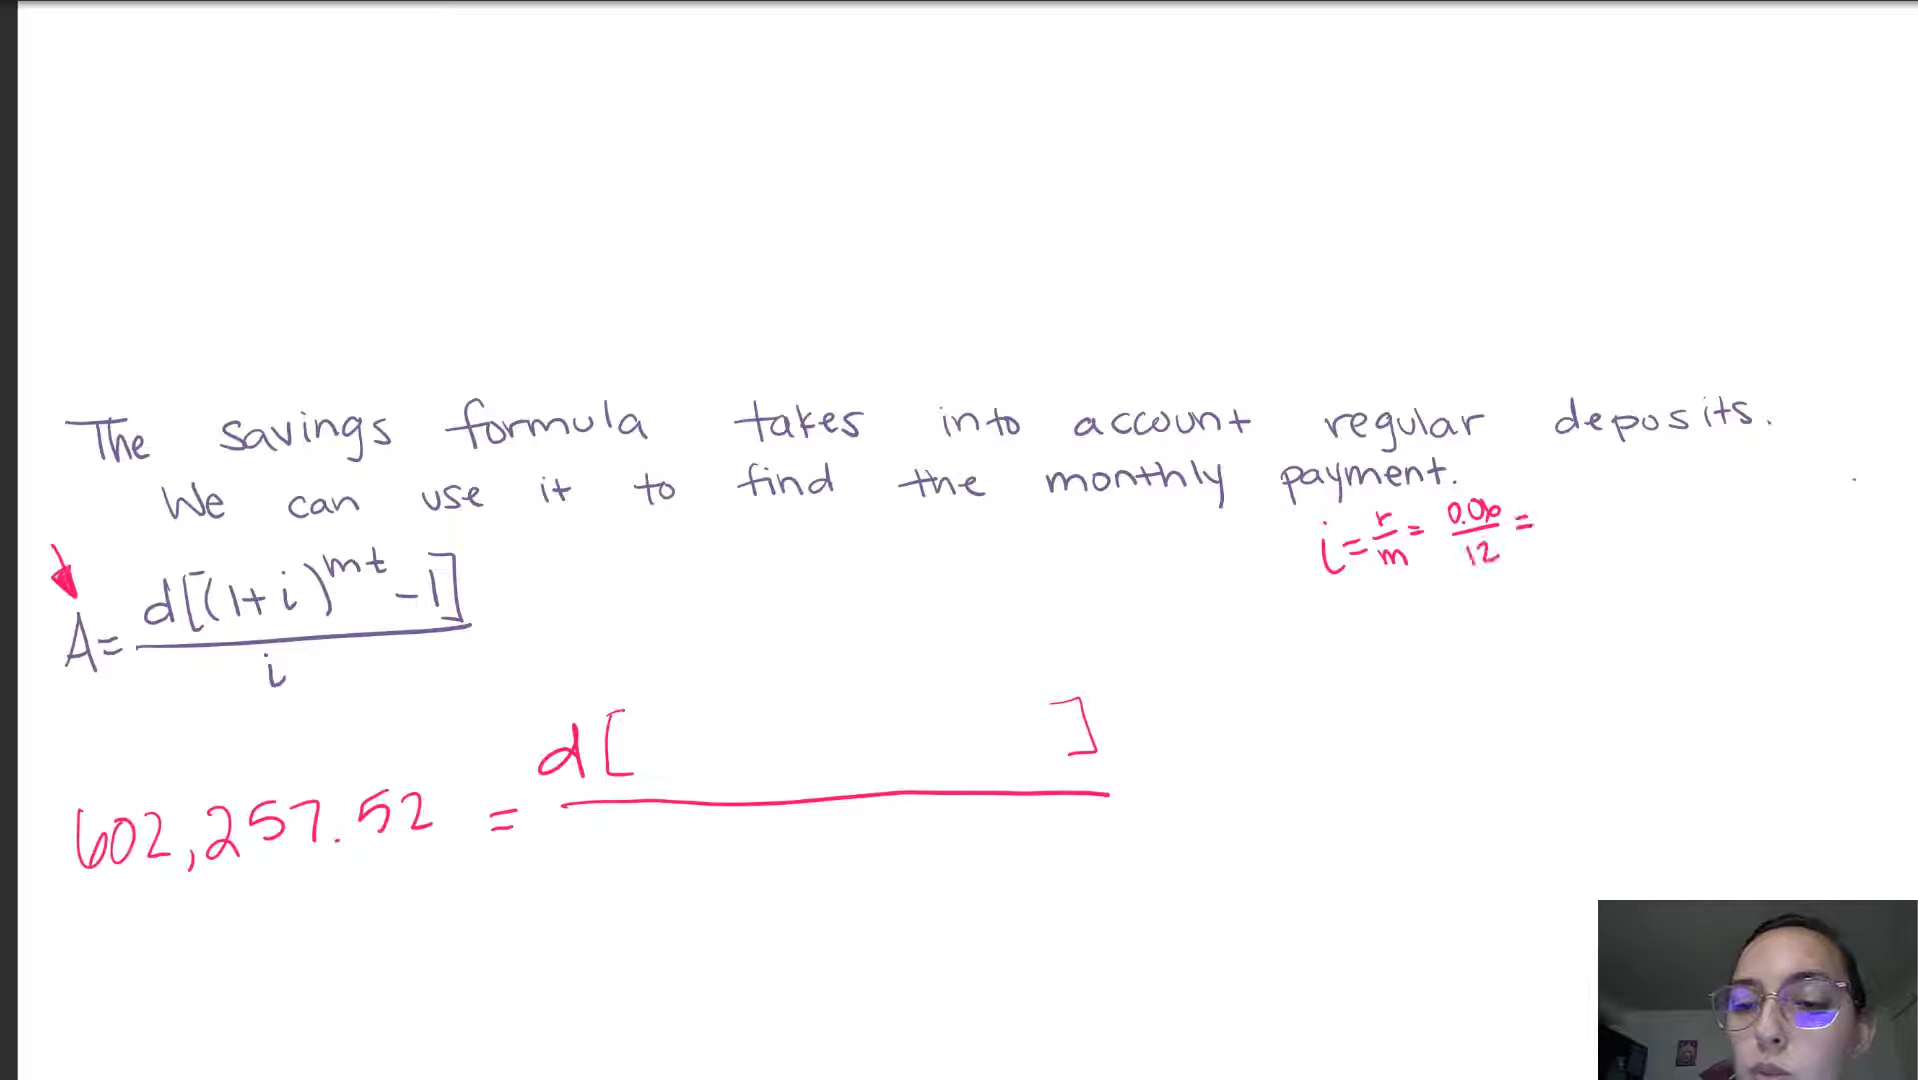 The savings formula takes into account regular deposits.
We can use it to find the monthly payment.
i = r/m = 0.06/12 =
A = d[(1+i)^mt - 1] / i
602,257.52 = d[ ]